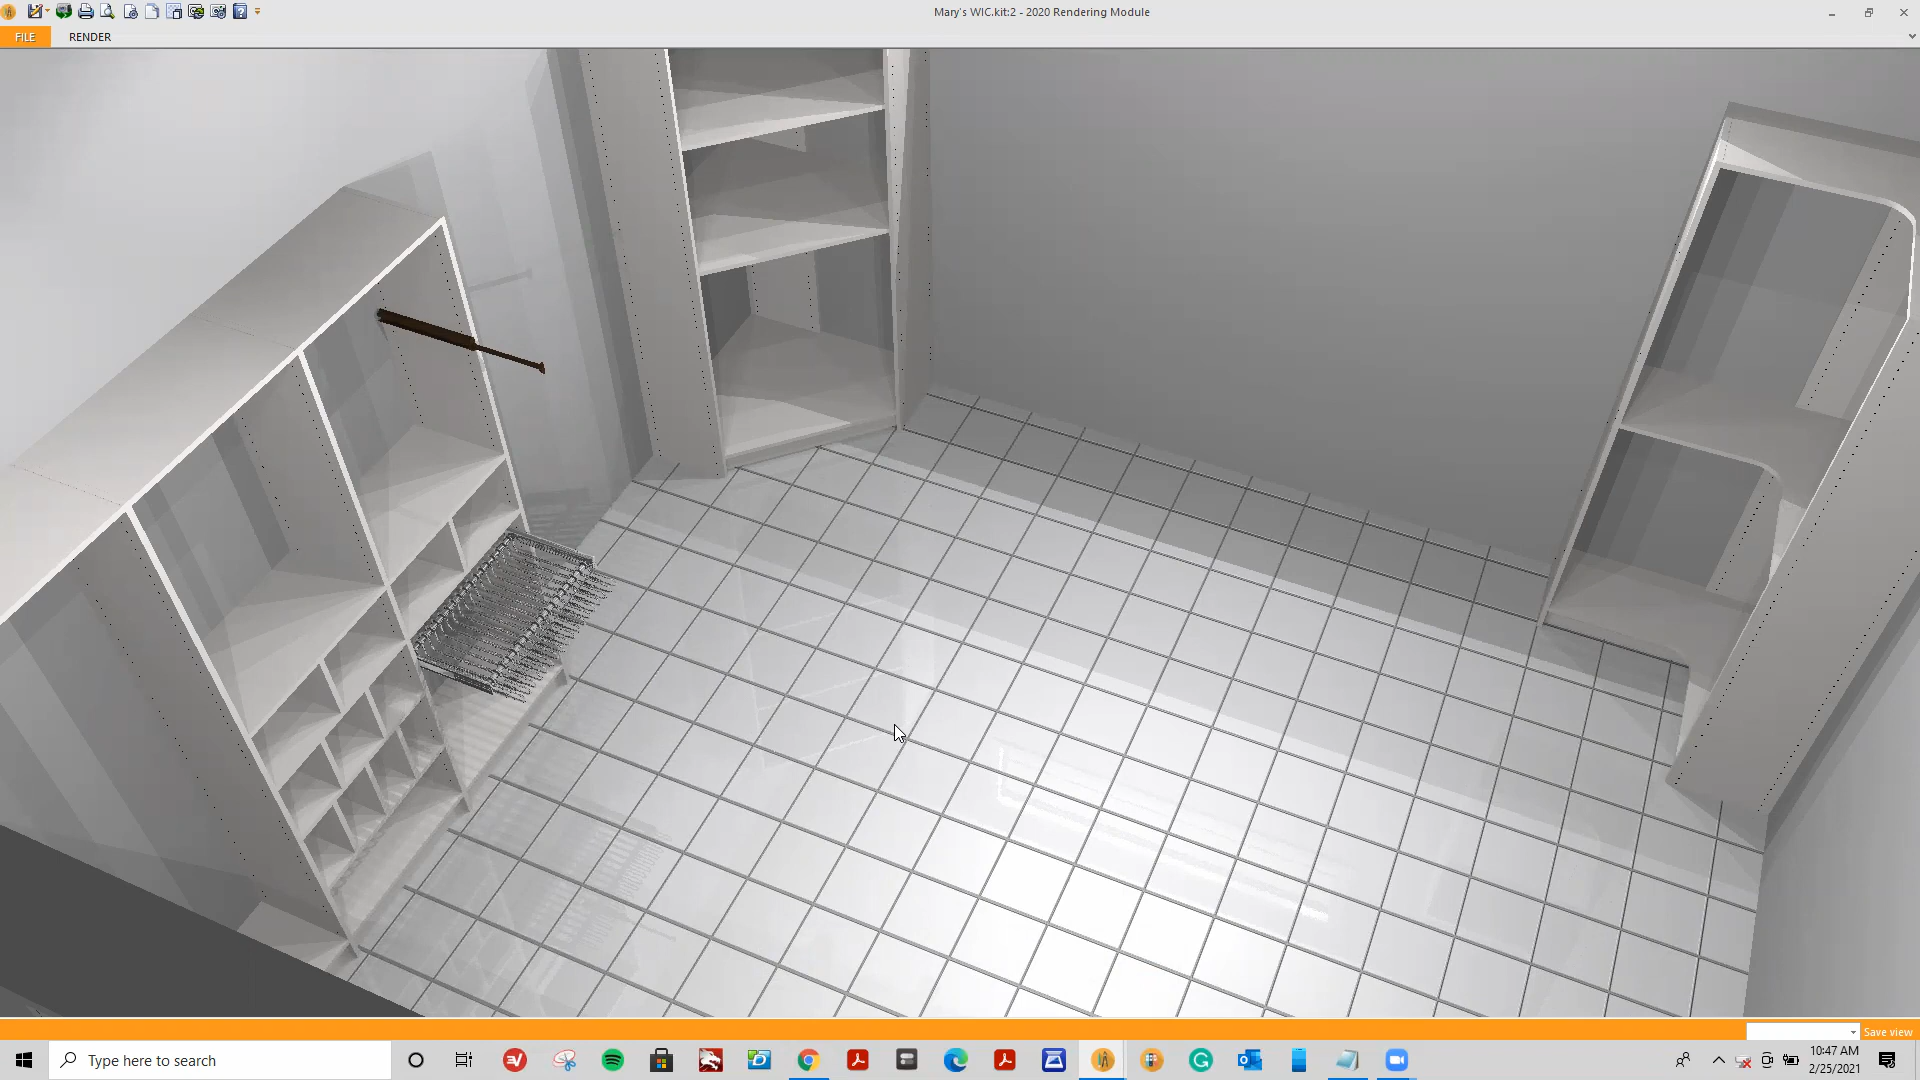 Mary's WIC.kit:2 - 2020 Rendering Module
FILE
RENDER
Save view
Type here to search
10:47 AM
2/25/2021